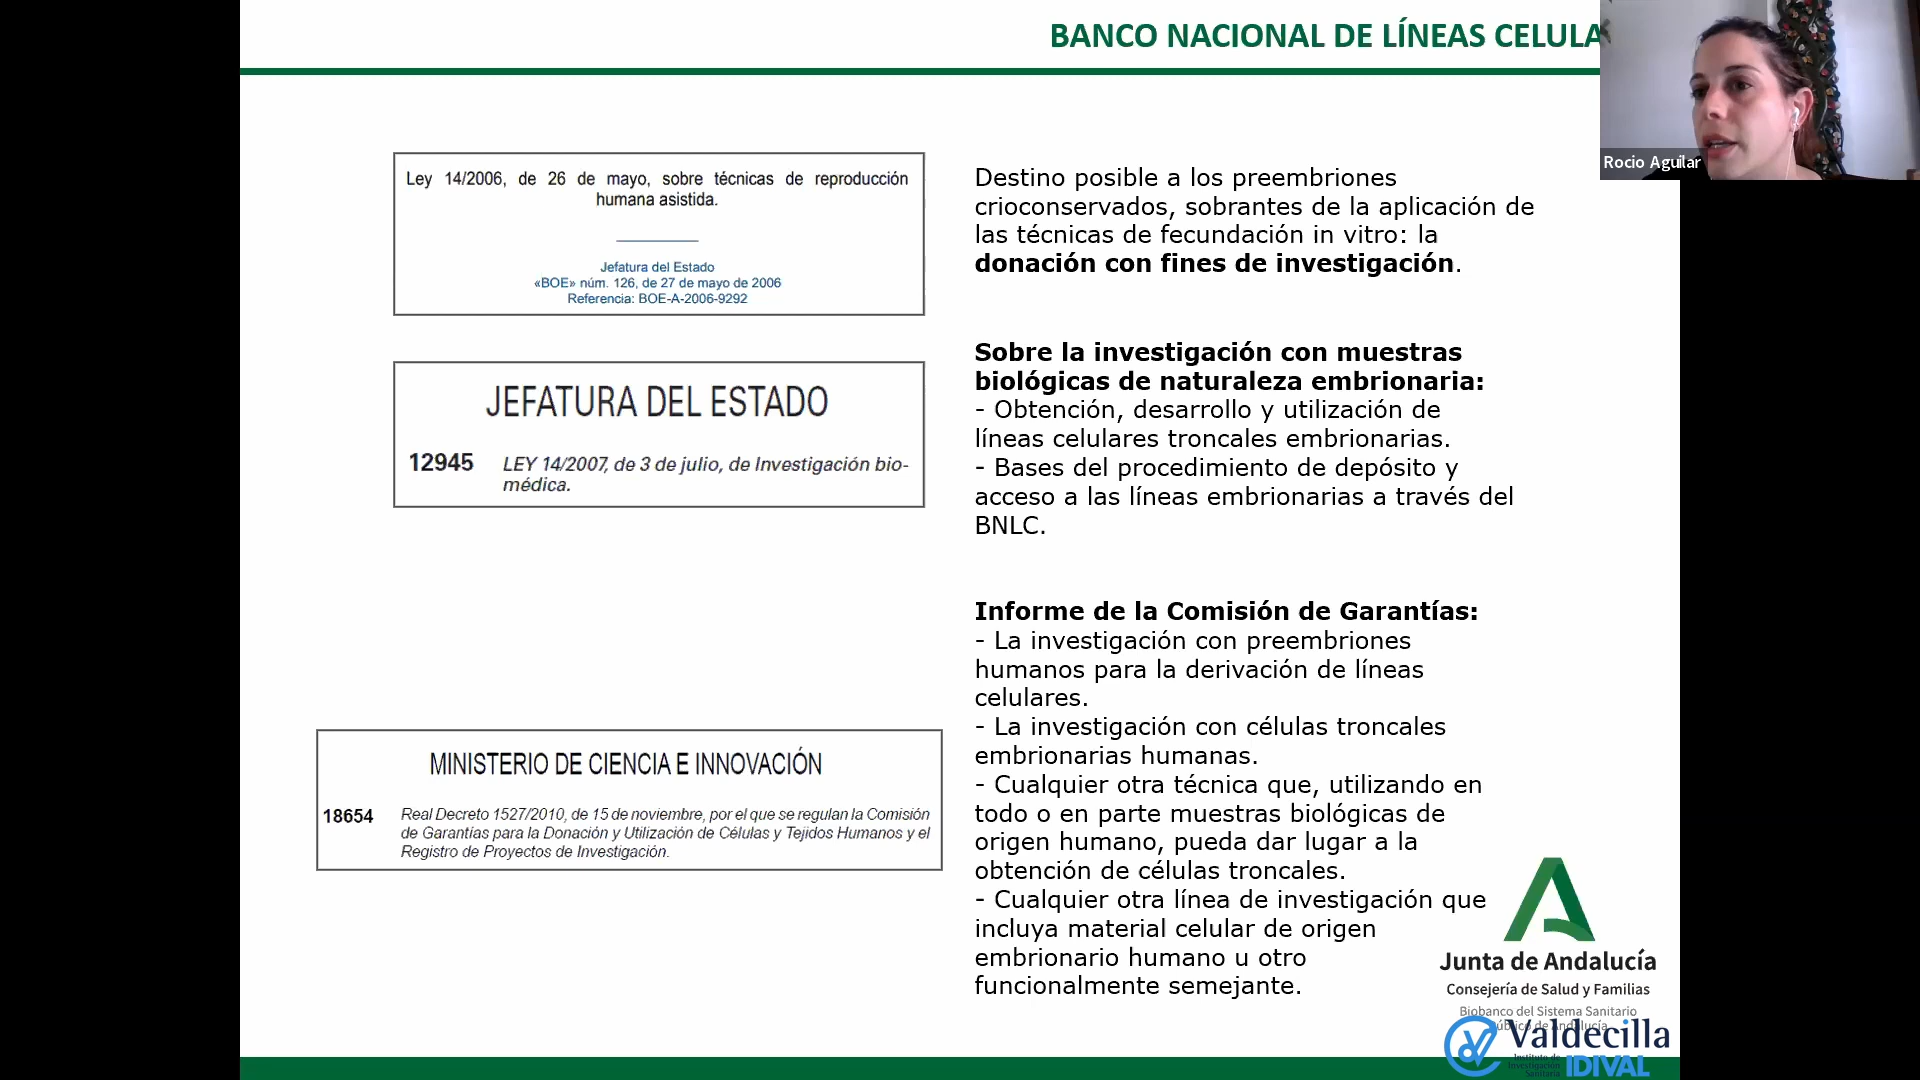 BANCO NACIONAL DE LÍNEAS CELULA
Rocio Aguilar
Ley 14/2006, de 26 de mayo, sobre técnicas de reproducción
humana asistida.
Jefatura del Estado
«BOE» núm. 126, de 27 de mayo de 2006
Referencia: BOE-A-2006-9292
Destino posible a los preembriones
crioconservados, sobrantes de la aplicación de
las técnicas de fecundación in vitro: la
donación con fines de investigación.
JEFATURA DEL ESTADO
12945 LEY 14/2007, de 3 de julio, de Investigación bio-
médica.
Sobre la investigación con muestras
biológicas de naturaleza embrionaria:
- Obtención, desarrollo y utilización de
líneas celulares troncales embrionarias.
- Bases del procedimiento de depósito y
acceso a las líneas embrionarias a través del
BNLC.
MINISTERIO DE CIENCIA E INNOVACIÓN
18654 Real Decreto 1527/2010, de 15 de noviembre, por el que se regulan la Comisión
de Garantías para la Donación y Utilización de Células y Tejidos Humanos y el
Registro de Proyectos de Investigación.
Informe de la Comisión de Garantías:
- La investigación con preembriones
humanos para la derivación de líneas
celulares.
- La investigación con células troncales
embrionarias humanas.
- Cualquier otra técnica que, utilizando en
todo o en parte muestras biológicas de
origen humano, pueda dar lugar a la
obtención de células troncales.
- Cualquier otra línea de investigación que
incluya material celular de origen
embrionario humano u otro
funcionalmente semejante.
Junta de Andalucía
Consejería de Salud y Familias
Biobanco del Sistema Sanitario
Público de Andalucía
Valdecilla
Instituto de
Investigación
Sanitaria
IDIVAL